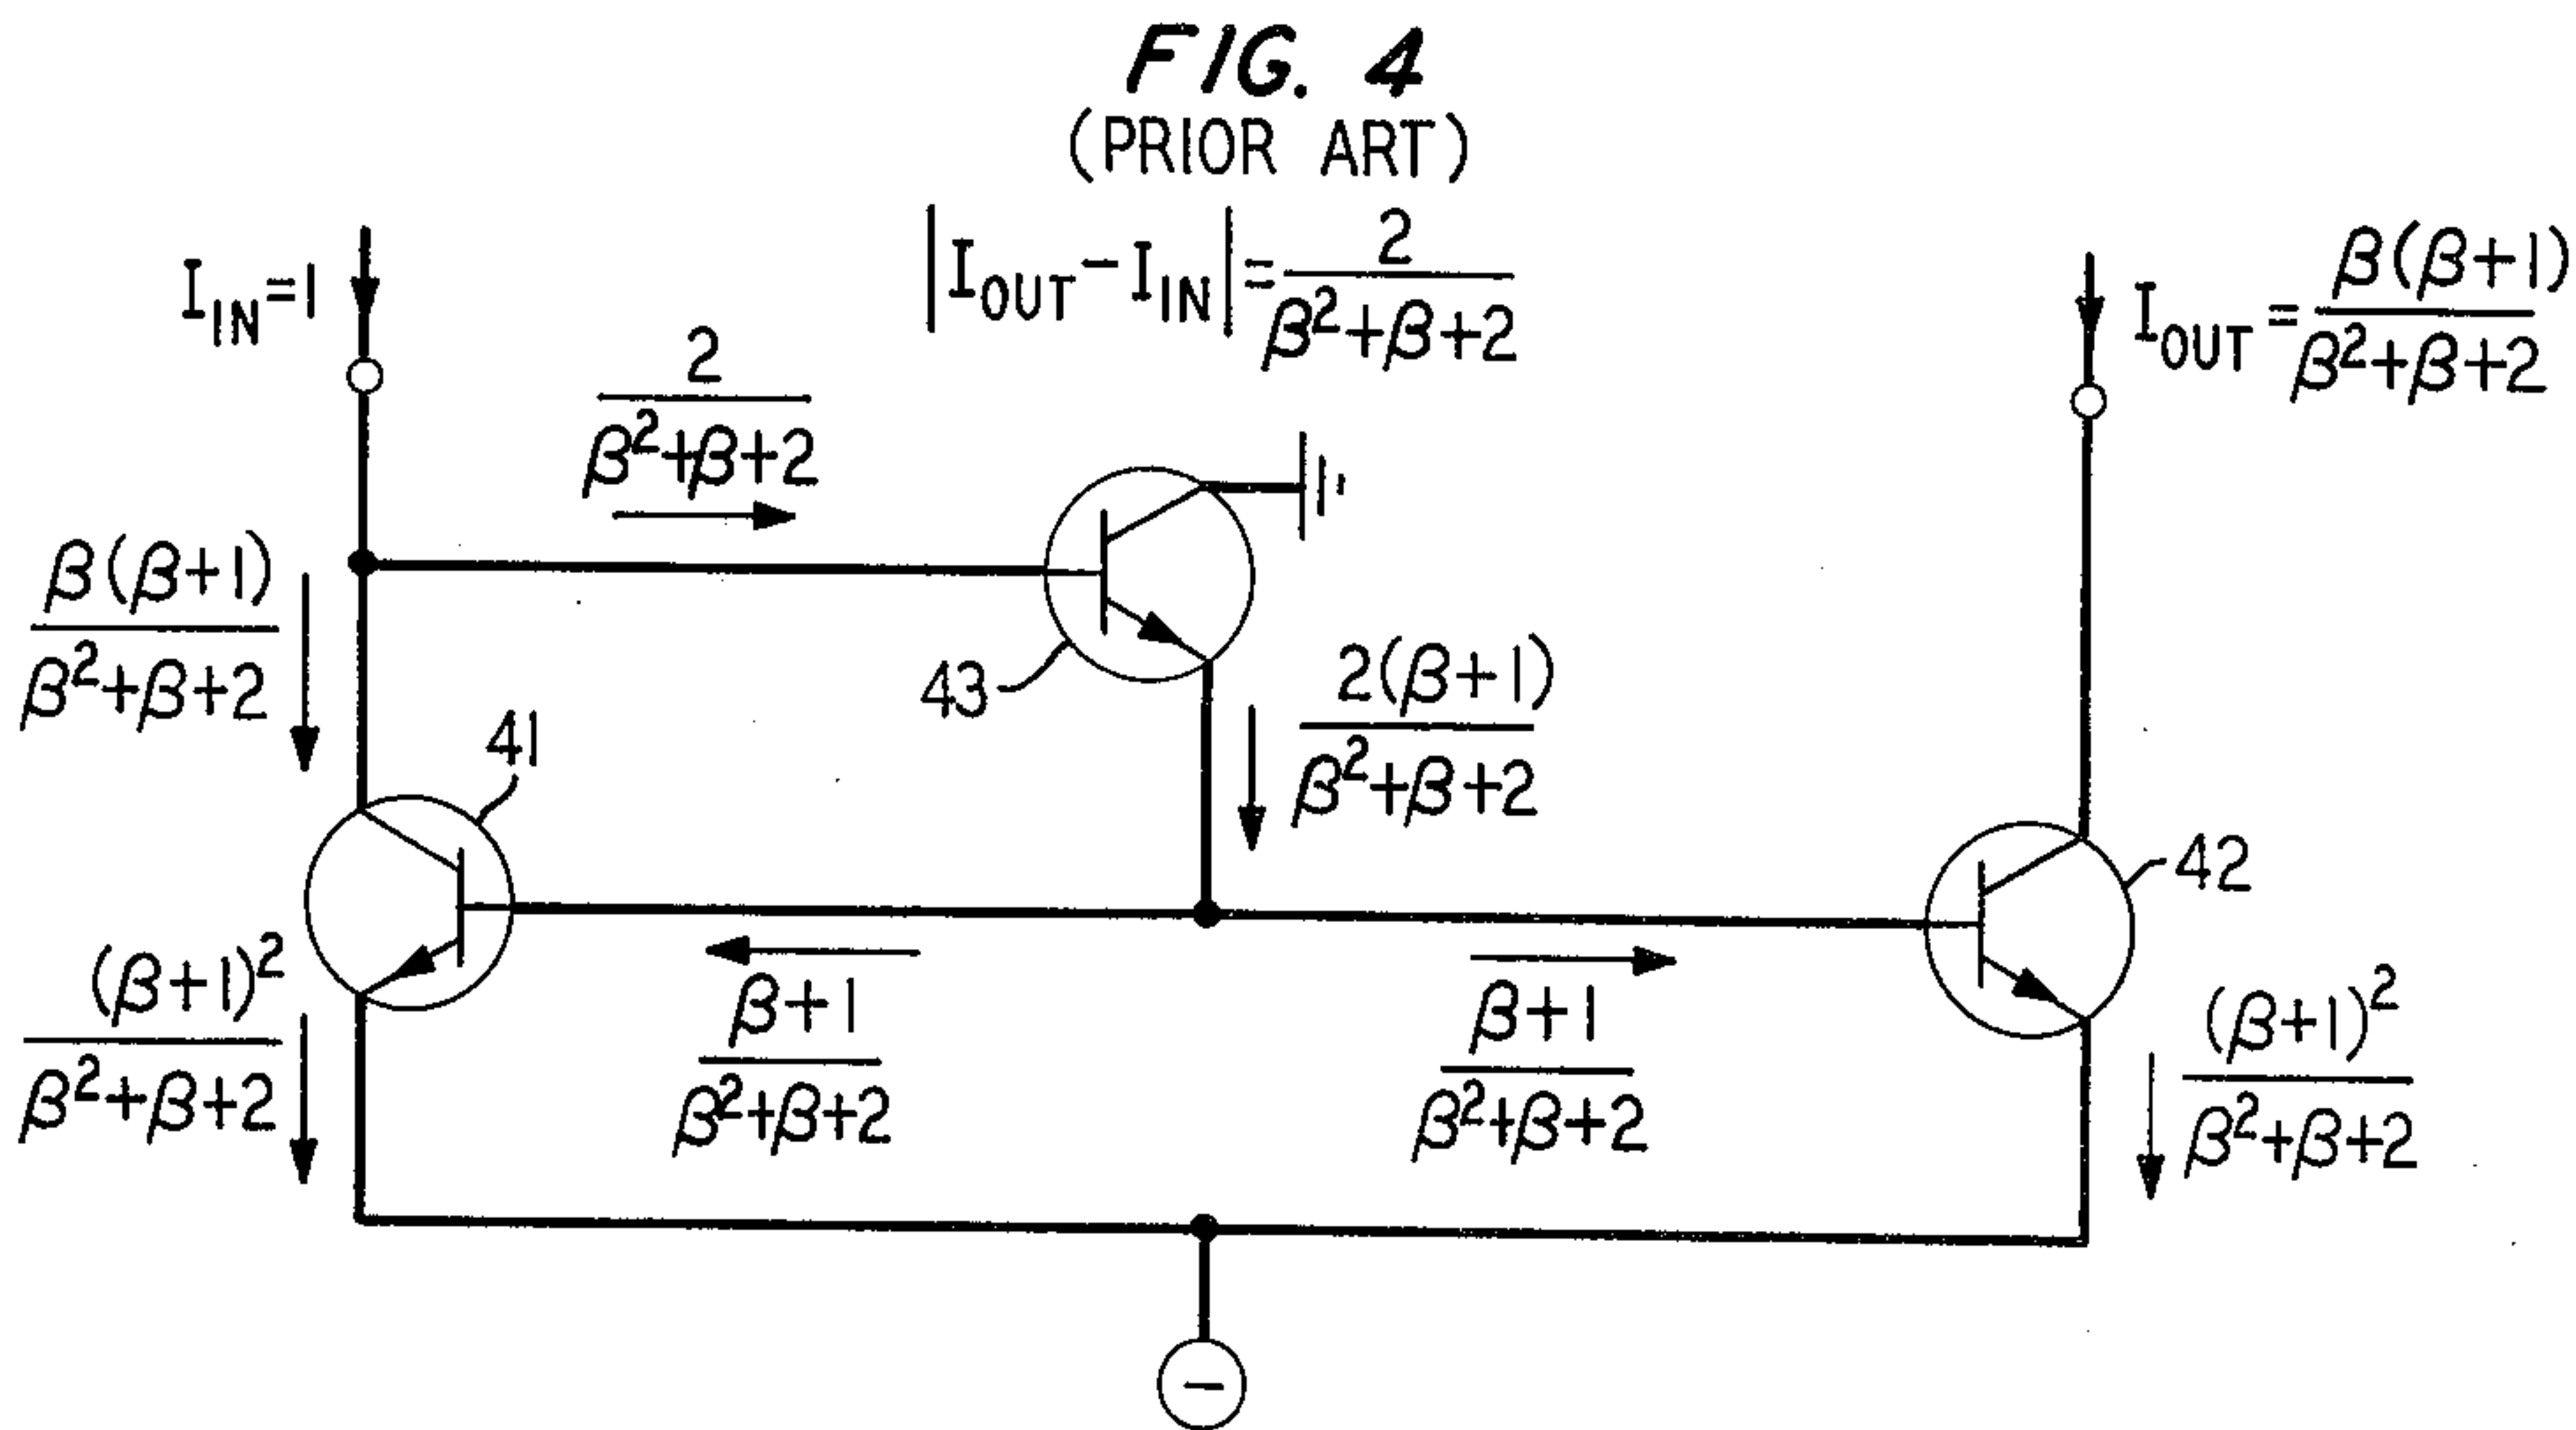 FIG. 4
(PRIOR ART)
|I_OUT - I_IN| = 2/(β²+β+2)
I_IN=1
I_OUT = β(β+1)/(β²+β+2)
2/(β²+β+2)
β(β+1)/(β²+β+2)
43
2(β+1)/(β²+β+2)
41
42
(β+1)²/(β²+β+2)
β+1/(β²+β+2)
β+1/(β²+β+2)
(β+1)²/(β²+β+2)
−